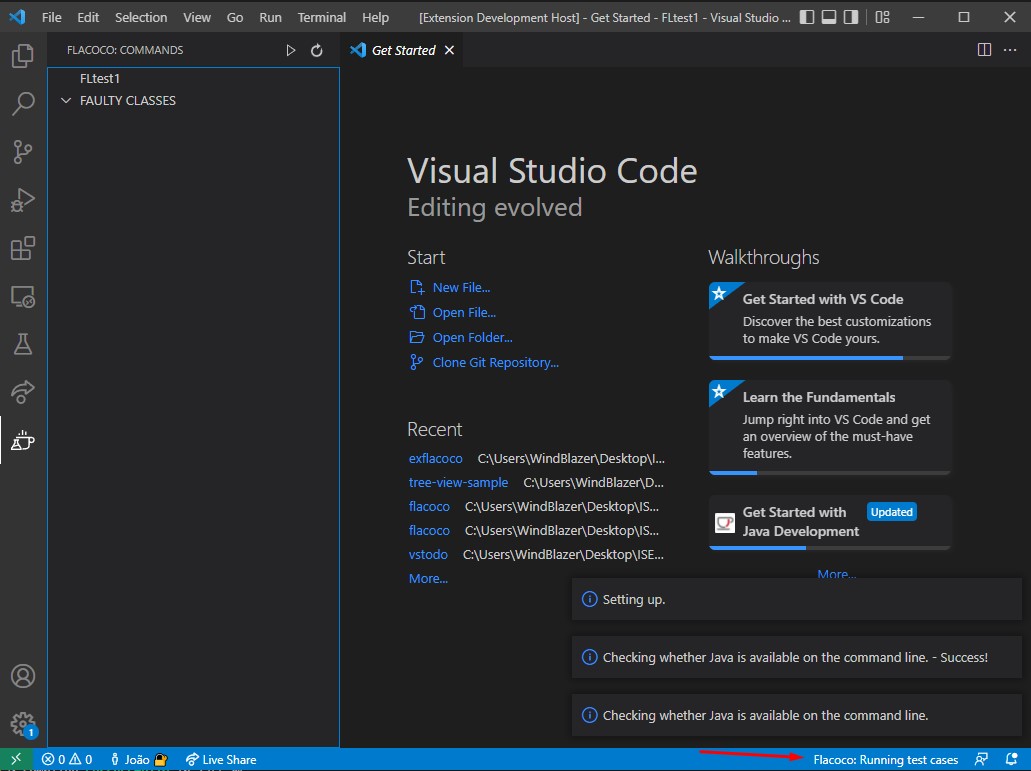 File Edit Selection View Go Run Terminal Help [Extension Development Host] - Get Started - FLtest1 - Visual Studio ...
FLACOCO: COMMANDS
Get Started
FLtest1
FAULTY CLASSES
Visual Studio Code
Editing evolved
Start
New File...
Open File...
Open Folder...
Clone Git Repository...
Recent
exflacoco C:\Users\WindBlazer\Desktop\I...
tree-view-sample C:\Users\WindBlazer\D...
flacoco C:\Users\WindBlazer\Desktop\IS...
flacoco C:\Users\WindBlazer\Desktop\IS...
vstodo C:\Users\WindBlazer\Desktop\ISE...
More...
Walkthroughs
Get Started with VS Code
Discover the best customizations
to make VS Code yours.
Learn the Fundamentals
Jump right into VS Code and get
an overview of the must-have
features.
Get Started with
Java Development
Updated
More...
Setting up.
Checking whether Java is available on the command line. - Success!
Checking whether Java is available on the command line.
1
0 0 João Live Share
Flacoco: Running test cases